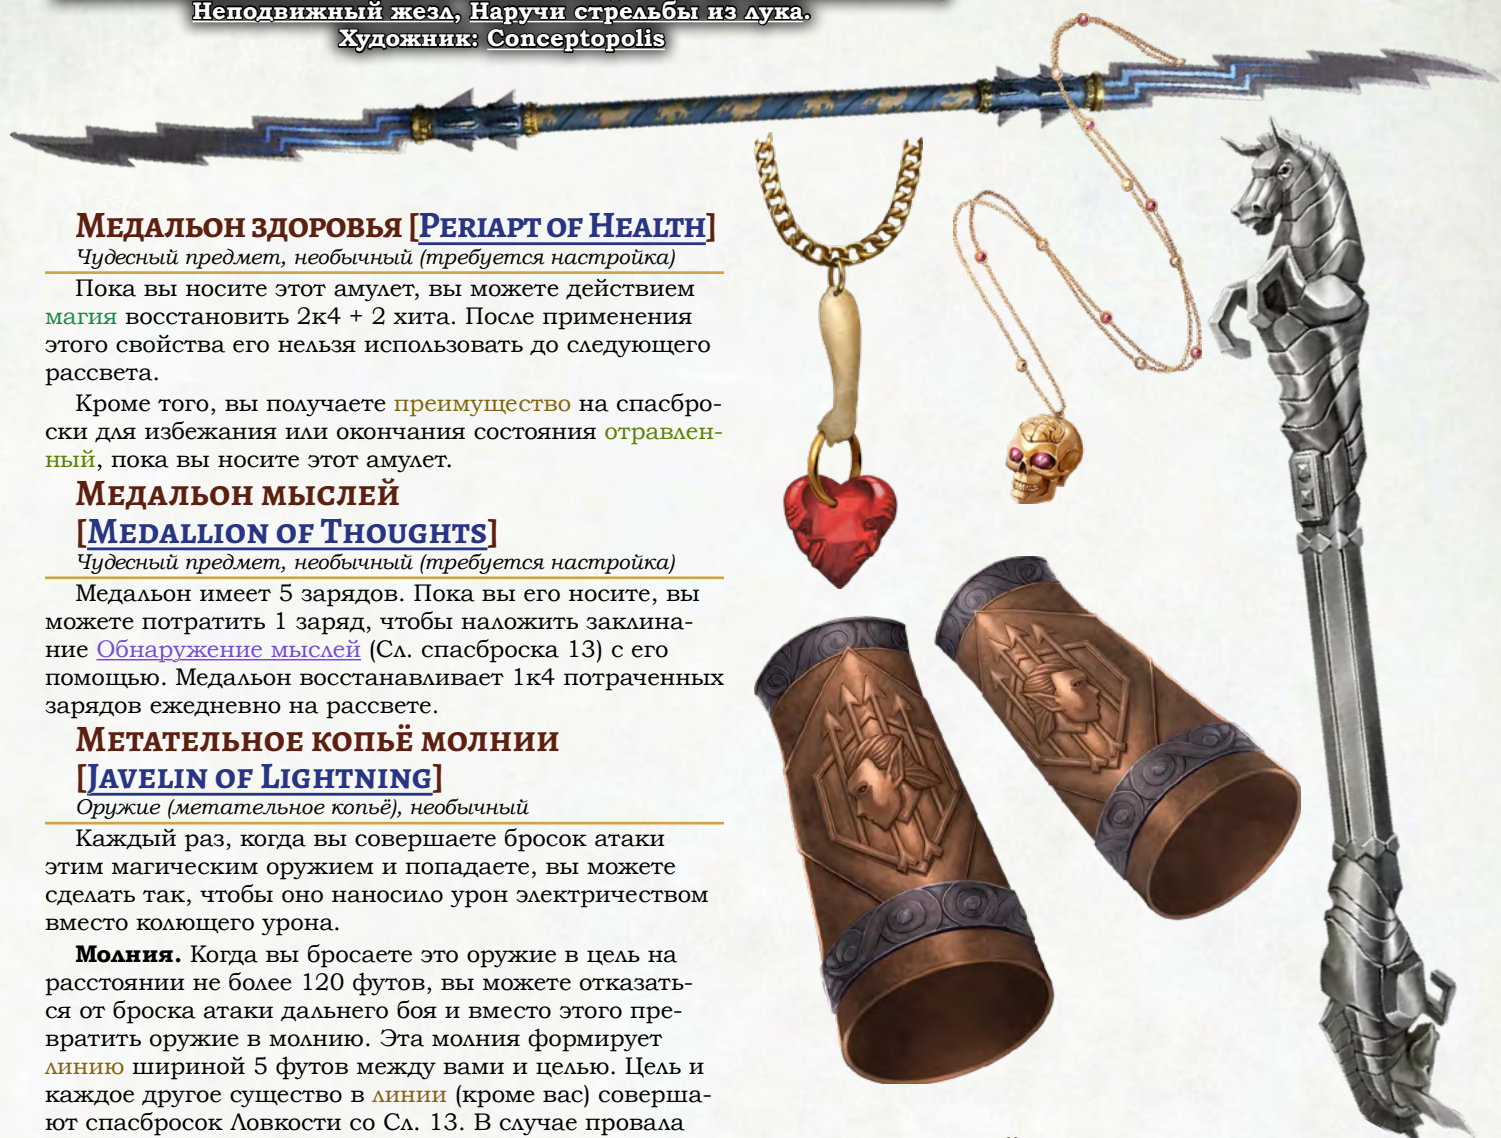 Неподвижный жезл, Наручи стрельбы из лука.
Художник: Conceptopolis
Медальон здоровья [Periapt of Health]
Чудесный предмет, необычный (требуется настройка)
Пока вы носите этот амулет, вы можете действием
магия восстановить 2к4 + 2 хита. После применения
этого свойства его нельзя использовать до следующего
рассвета.
Кроме того, вы получаете преимущество на спасбро-
ски для избежания или окончания состояния отравлен-
ный, пока вы носите этот амулет.
Медальон мыслей
[Medallion of Thoughts]
Чудесный предмет, необычный (требуется настройка)
Медальон имеет 5 зарядов. Пока вы его носите, вы
можете потратить 1 заряд, чтобы наложить заклина-
ние Обнаружение мыслей (Сл. спасброска 13) с его
помощью. Медальон восстанавливает 1к4 потраченных
зарядов ежедневно на рассвете.
Метательное копьё молнии
[Javelin of Lightning]
Оружие (метательное копьё), необычный
Каждый раз, когда вы совершаете бросок атаки
этим магическим оружием и попадаете, вы можете
сделать так, чтобы оно наносило урон электричеством
вместо колющего урона.
Молния. Когда вы бросаете это оружие в цель на
расстоянии не более 120 футов, вы можете отказать-
ся от броска атаки дальнего боя и вместо этого пре-
вратить оружие в молнию. Эта молния формирует
линию шириной 5 футов между вами и целью. Цель и
каждое другое существо в линии (кроме вас) соверша-
ют спасбросок Ловкости со Сл. 13. В случае провала